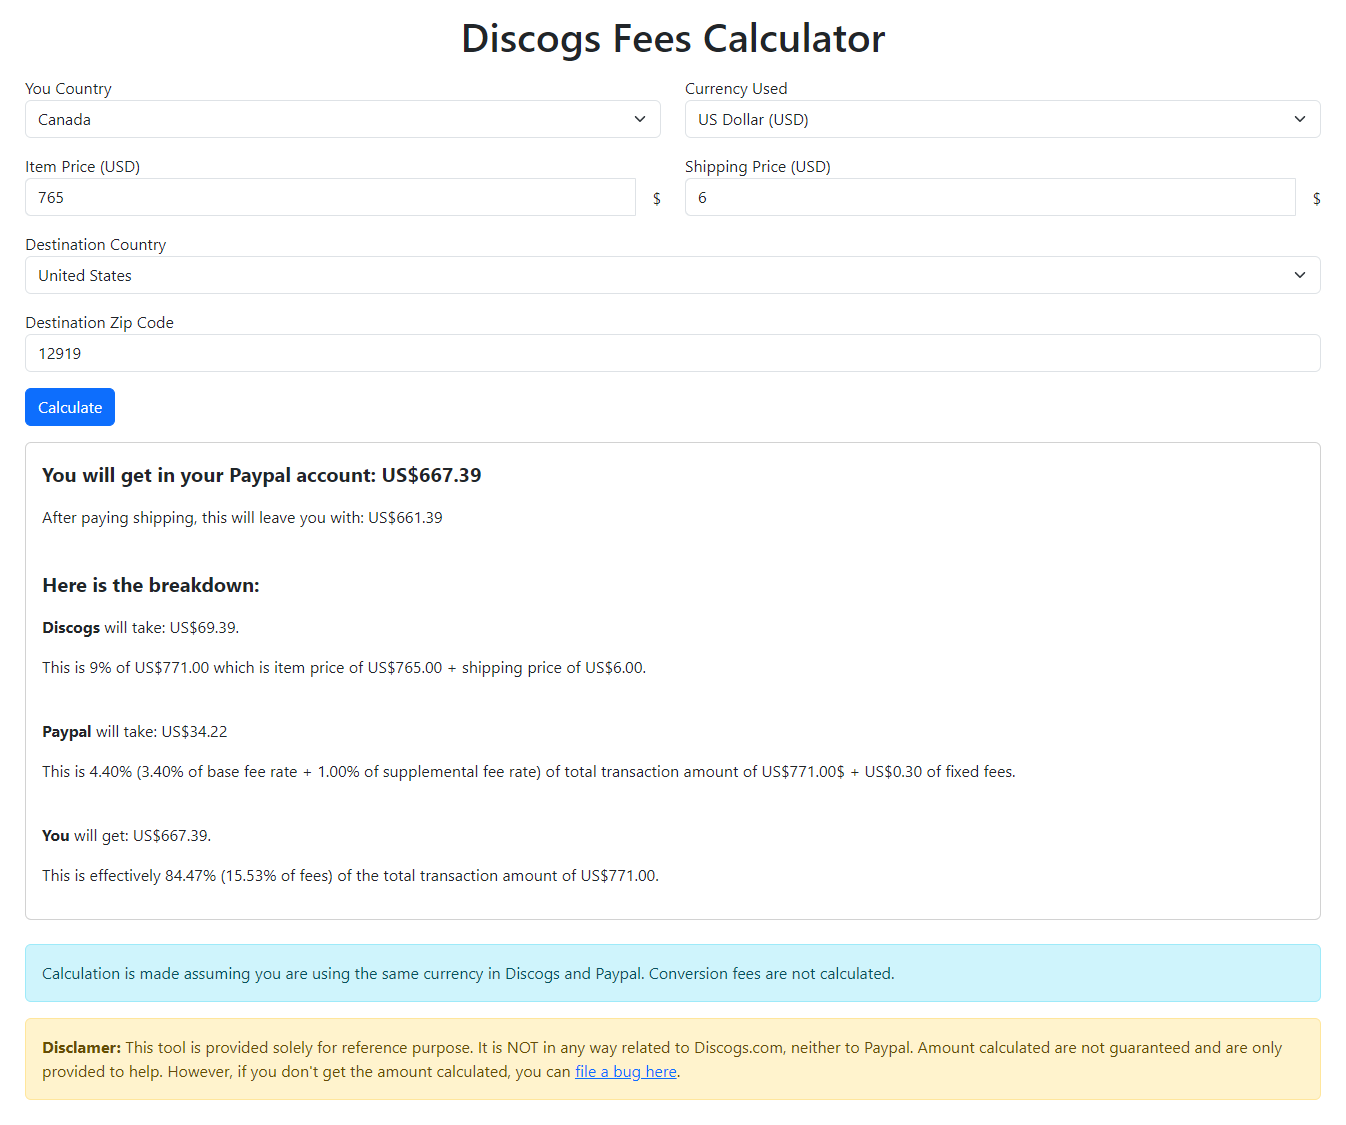 Discogs Fees Calculator
You Country
Currency Used
Canada
US Dollar (USD)
Item Price (USD)
Shipping Price (USD)
765
$
6
$
Destination Country
United States
Destination Zip Code
12919
Calculate
You will get in your Paypal account: US$667.39
After paying shipping, this will leave you with: US$661.39
Here is the breakdown:
Discogs will take: US$69.39.
This is 9% of US$771.00 which is item price of US$765.00 + shipping price of US$6.00.
Paypal will take: US$34.22
This is 4.40% (3.40% of base fee rate + 1.00% of supplemental fee rate) of total transaction amount of US$771.00$ + US$0.30 of fixed fees.
You will get: US$667.39.
This is effectively 84.47% (15.53% of fees) of the total transaction amount of US$771.00.
Calculation is made assuming you are using the same currency in Discogs and Paypal. Conversion fees are not calculated.
Disclamer: This tool is provided solely for reference purpose. It is NOT in any way related to Discogs.com, neither to Paypal. Amount calculated are not guaranteed and are only
provided to help. However, if you don't get the amount calculated, you can file a bug here.